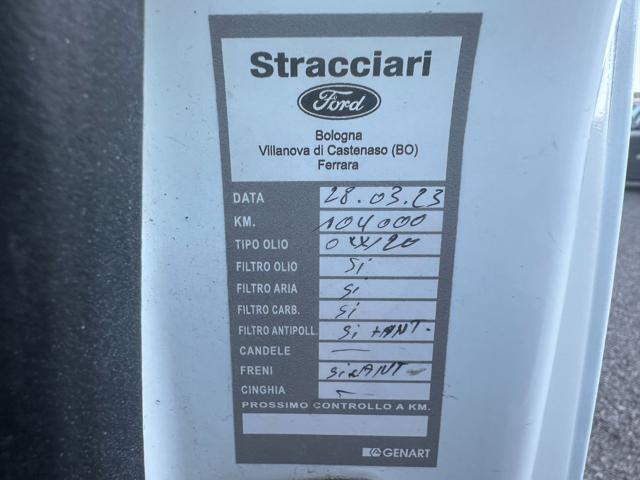 Stracciari
Ford
Bologna
Villanova di Castenaso (BO)
Ferrara
DATA 28.03.23
KM. 104000
TIPO OLIO 0W/20
FILTRO OLIO Si
FILTRO ARIA Si
FILTRO CARB. Si
FILTRO ANTIPOLL. Si +ANT.
CANDELE —
FRENI Si ANT
CINGHIA
PROSSIMO CONTROLLO A KM.
GENART